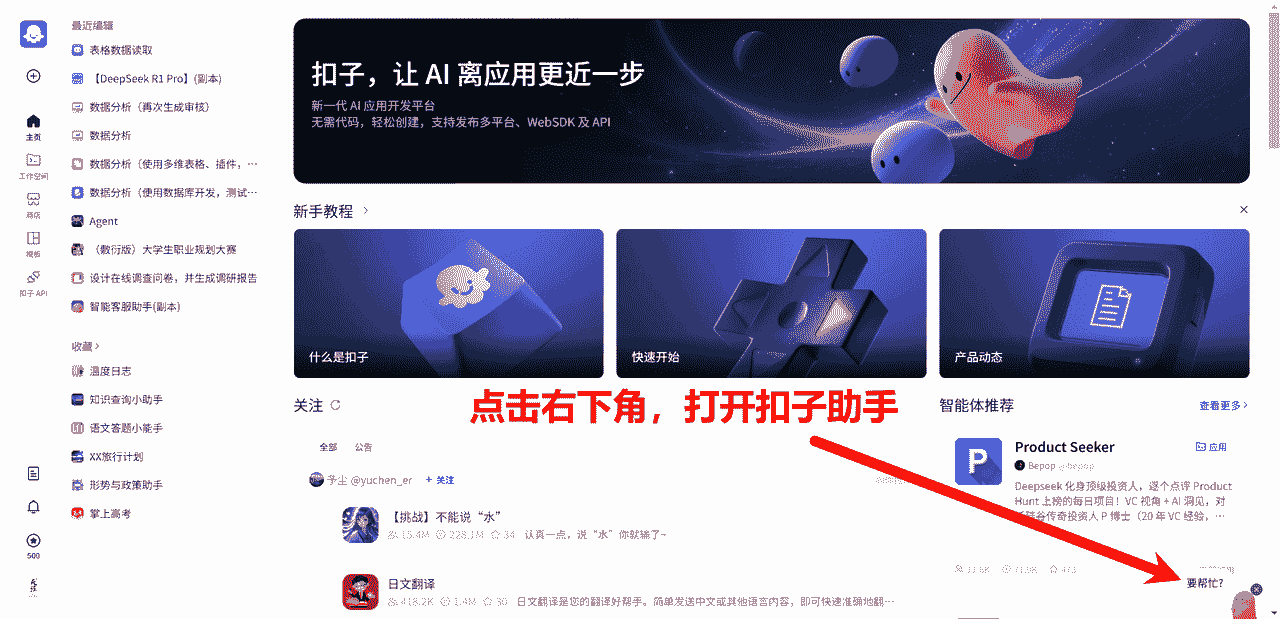 最近编辑
表格数据读取
【DeepSeek R1 Pro】(副本)
数据分析（再次生成审核）
数据分析
数据分析（使用多维表格、插件，…
数据分析（使用数据库开发，测试…
Agent
（敷衍版）大学生职业规划大赛
设计在线调查问卷，并生成调研报告
智能客服助手(副本)
收藏
温度日志
知识查询小助手
语文答题小能手
XX旅行计划
形势与政策助手
掌上高考
主页
工作空间
商店
模板
扣子 API
500
扣子，让 AI 离应用更近一步
新一代 AI 应用开发平台
无需代码，轻松创建，支持发布多平台、WebSDK 及 API
新手教程
什么是扣子
快速开始
产品动态
点击右下角，打开扣子助手
关注
全部 公告
予尘 @yuchen_er + 关注
【挑战】不能说“水”
15.4M 228.1M 34 认真一点，说“水”你就输了~
日文翻译
418.2K 1.4M 30 日文翻译是您的翻译好帮手。简单发送中文或其他语言内容，即可快速准确地翻…
智能体推荐
查看更多
P
Product Seeker
应用
Bepop @bepop
Deepseek 化身顶级投资人，逐个点评 Product
Hunt 上榜的每日项目！VC 视角 + AI 洞见，对
投资人 P 博士（20 年 VC 经验，…
要帮忙?